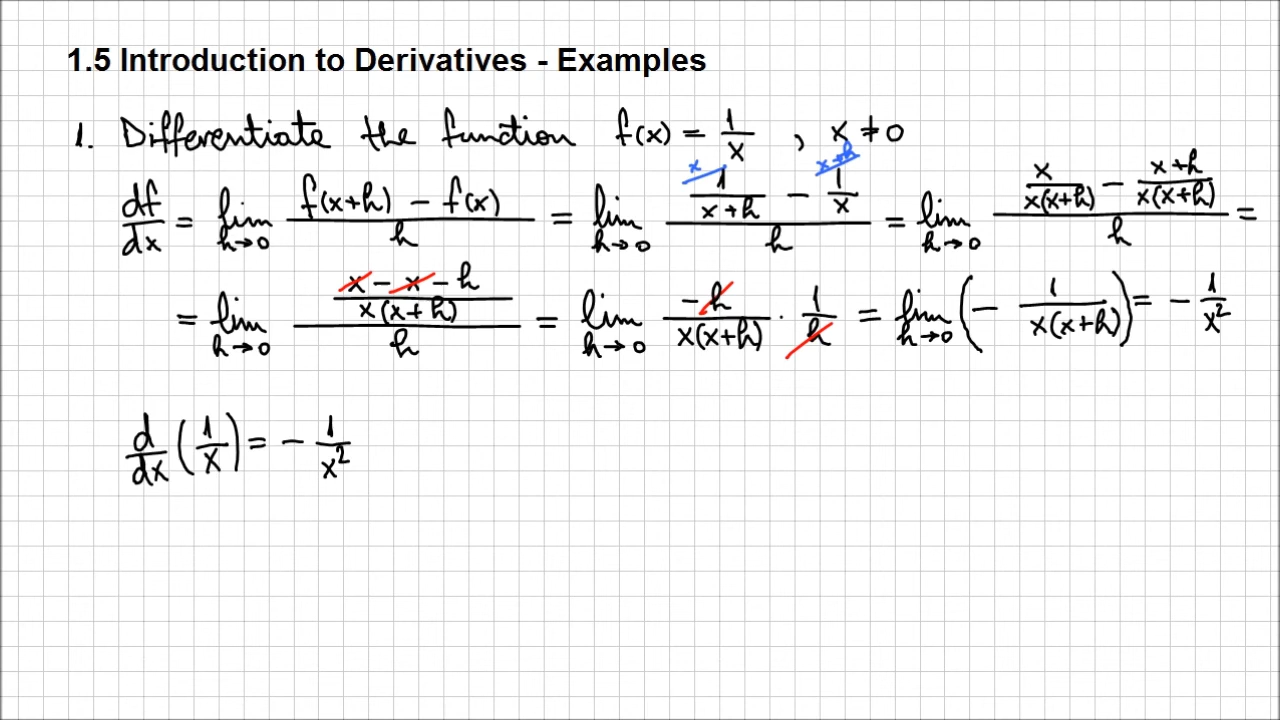 1.5 Introduction to Derivatives - Examples
1. Differentiate the function f(x) = 1/x , x ≠ 0
df/dx = lim h→0 (f(x+h) - f(x))/h = lim h→0 (x 1/(x+h) - x+h 1/x)/h = lim h→0 (x/(x(x+h)) - (x+h)/(x(x+h)))/h =
= lim h→0 ((x - x - h)/(x(x+h)))/h = lim h→0 -h/(x(x+h)) · 1/h = lim h→0 (- 1/(x(x+h))) = - 1/x²
d/dx (1/x) = - 1/x²